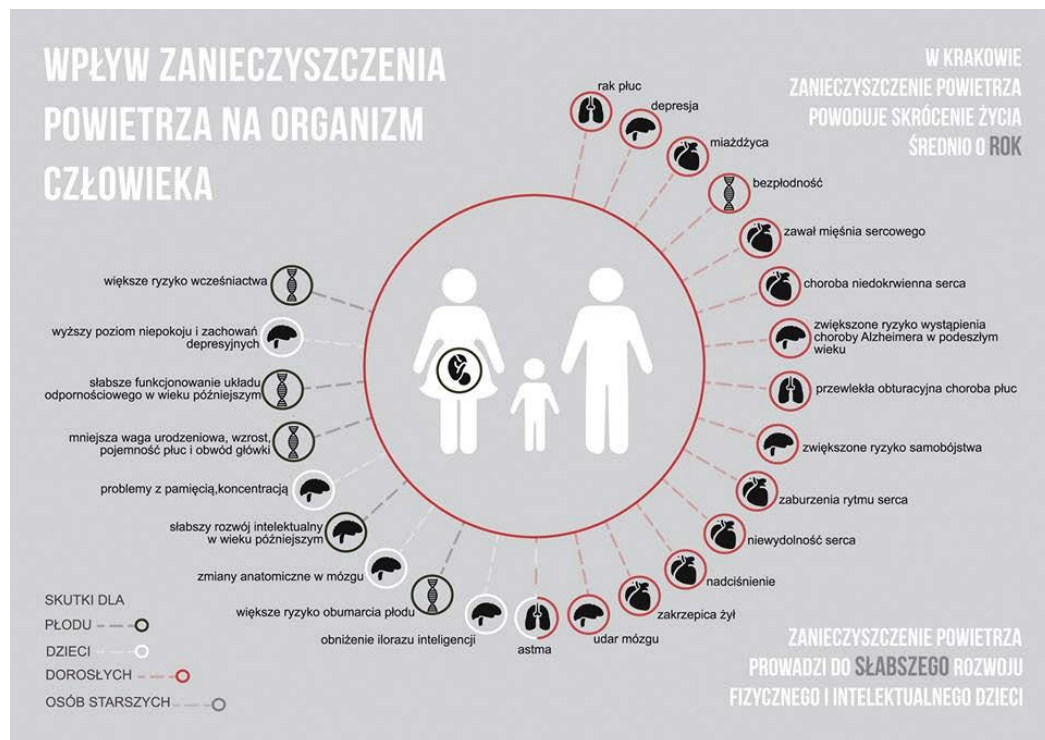 WPŁYW ZANIECZYSZCZENIA
POWIETRZA NA ORGANIZM
CZŁOWIEKA
W KRAKOWIE
ZANIECZYSZCZENIE POWIETRZA
POWODUJE SKRÓCENIE ŻYCIA
ŚREDNIO O ROK
rak płuc
depresja
miażdżyca
bezpłodność
zawał mięśnia sercowego
choroba niedokrwienna serca
zwiększone ryzyko wystąpienia
choroby Alzheimera w podeszłym
wieku
przewlekła obturacyjna choroba płuc
zwiększone ryzyko samobójstwa
zaburzenia rytmu serca
niewydolność serca
nadciśnienie
zakrzepica żył
udar mózgu
astma
obniżenie ilorazu inteligencji
większe ryzyko obumarcia płodu
zmiany anatomiczne w mózgu
słabszy rozwój intelektualny
w wieku późniejszym
problemy z pamięcią,koncentracją
mniejsza waga urodzeniowa, wzrost,
pojemność płuc i obwód główki
słabsze funkcjonowanie układu
odpornościowego w wieku późniejszym
wyższy poziom niepokoju i zachowań
depresyjnych
większe ryzyko wcześniactwa
SKUTKI DLA
PŁODU
DZIECI
DOROSŁYCH
OSÓB STARSZYCH
ZANIECZYSZCZENIE POWIETRZA
PROWADZI DO SŁABSZEGO ROZWOJU
FIZYCZNEGO I INTELEKTUALNEGO DZIECI